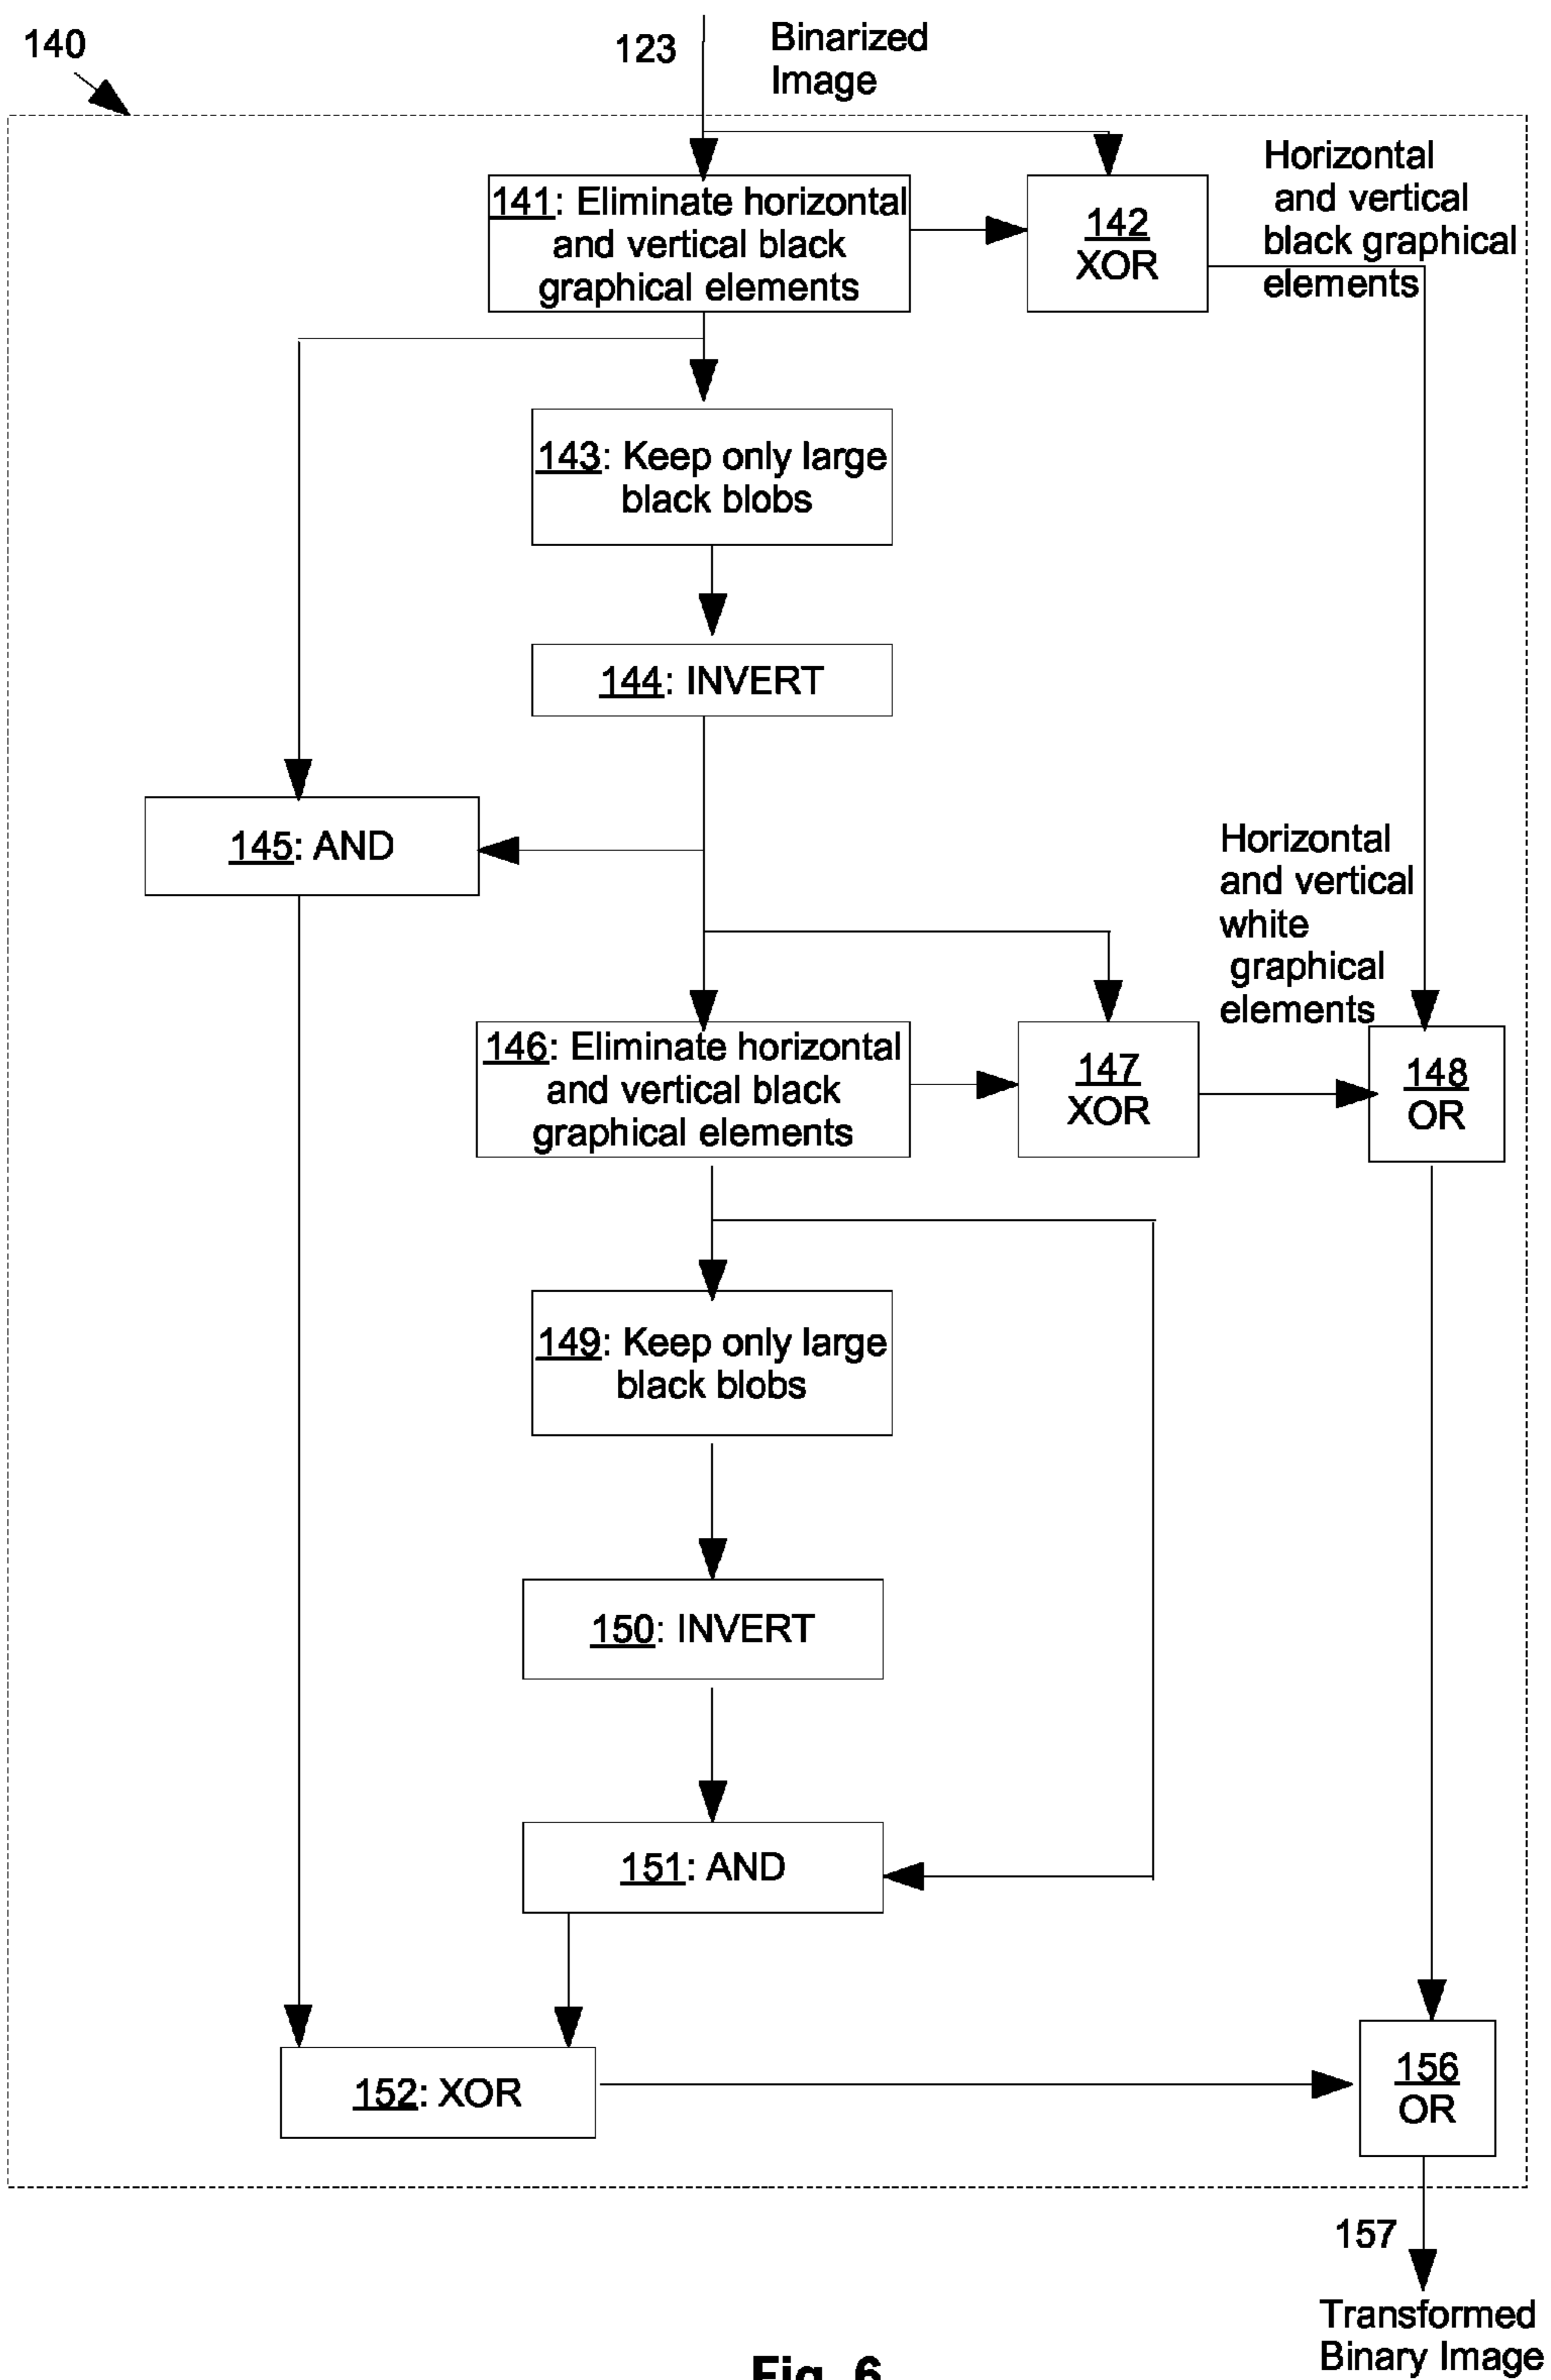 140
123
Binarized
Image
141: Eliminate horizontal
and vertical black
graphical elements
142
XOR
Horizontal
and vertical
black graphical
elements
143: Keep only large
black blobs
144: INVERT
145: AND
Horizontal
and vertical
white
graphical
elements
146: Eliminate horizontal
and vertical black
graphical elements
147
XOR
148
OR
149: Keep only large
black blobs
150: INVERT
151: AND
152: XOR
156
OR
157
Transformed
Binary Image
Fig. 6